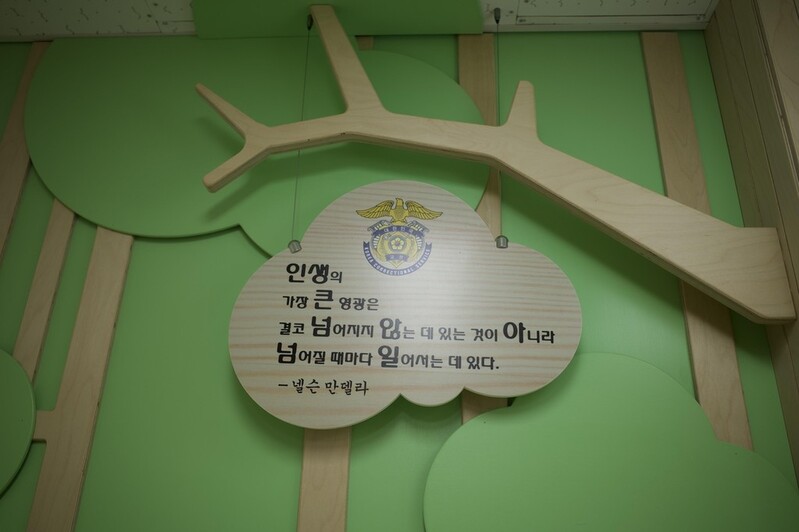 인생의
가장 큰 영광은
결코 넘어지지 않는 데 있는 것이 아니라
넘어질 때마다 일어서는 데 있다.
- 넬슨 만델라